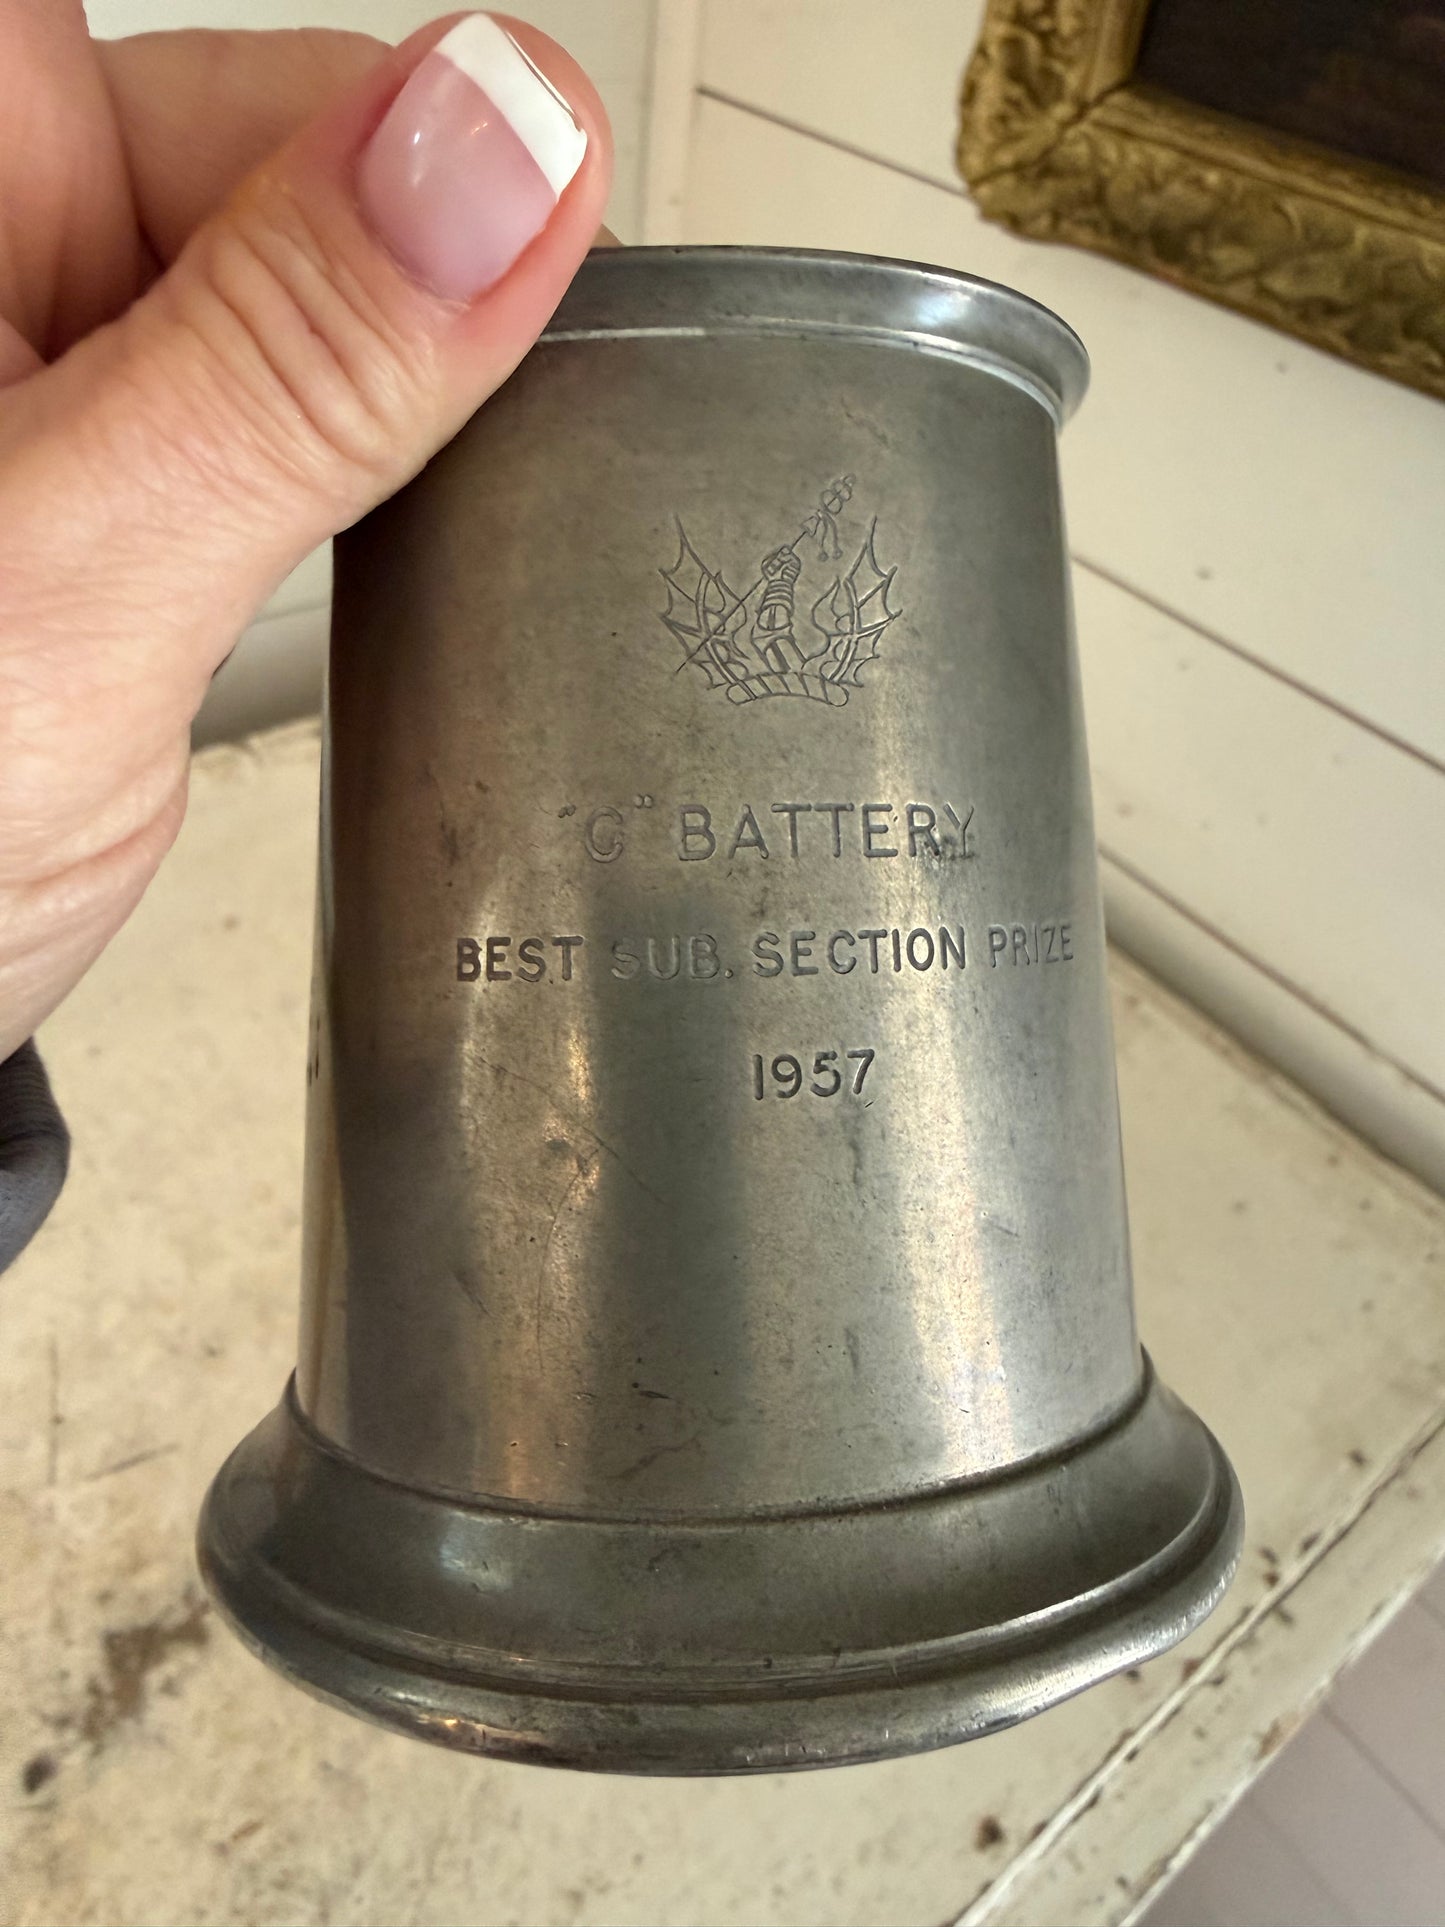 "C" BATTERY
BEST SUB. SECTION PRIZE
1957